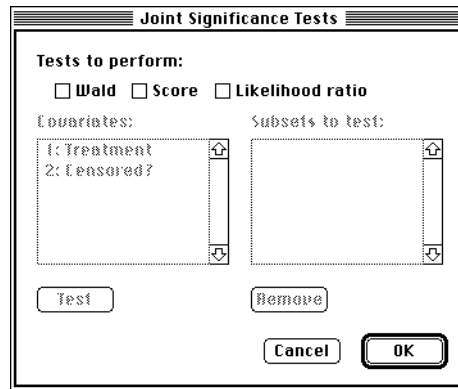 Joint Significance Tests
Tests to perform:
Wald Score Likelihood ratio
Covariates: Subsets to test:
1: Treatment
2: Censored?
Test Remove
Cancel OK